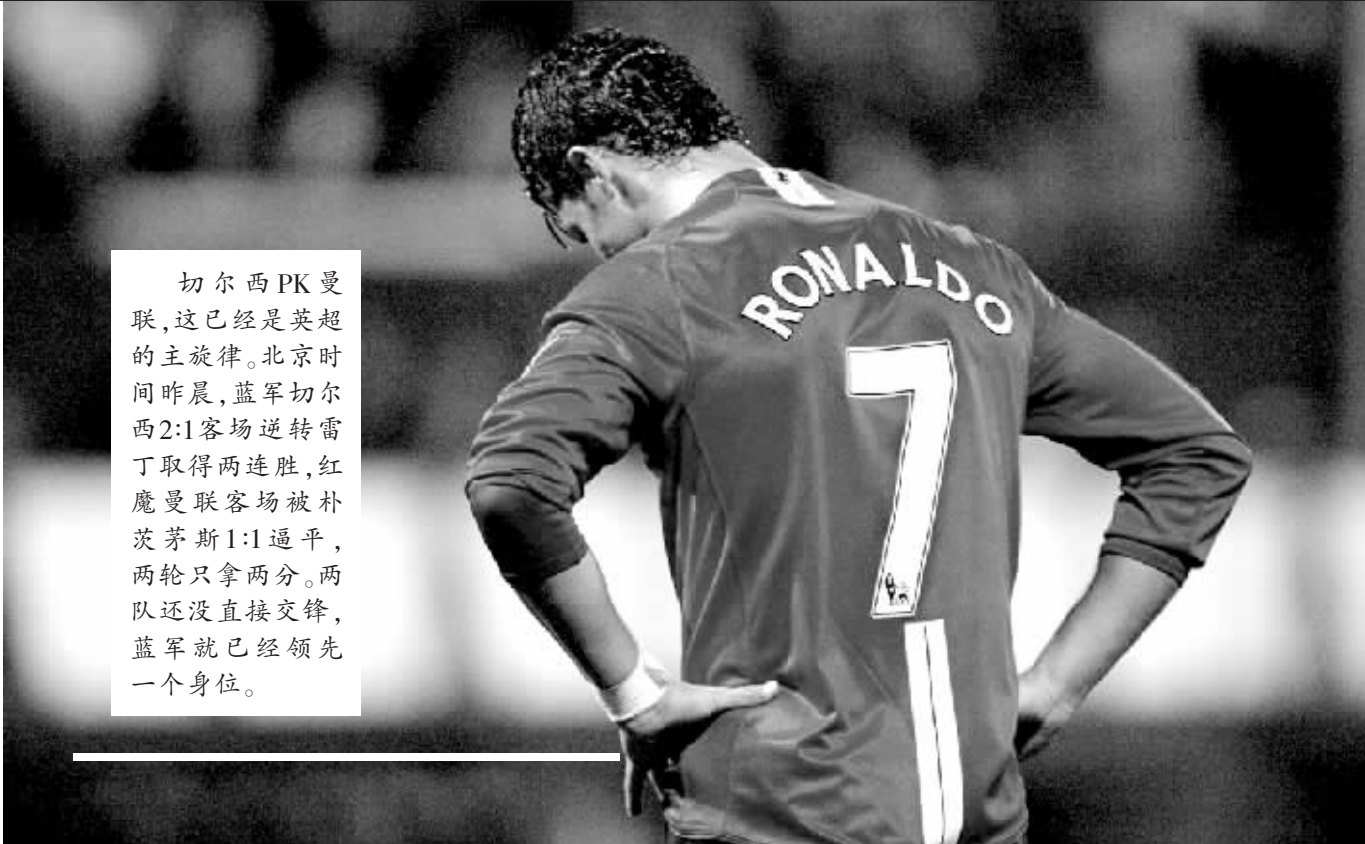 切尔西PK曼
联,这已经是英超
的主旋律。北京时
间昨晨,蓝军切尔
西2:1客场逆转雷
丁取得两连胜,红
魔曼联客场被朴
茨茅斯1:1逼平,
两轮只拿两分。两
队还没直接交锋,
蓝军就已经领先
一个身位。
RONALDO
7